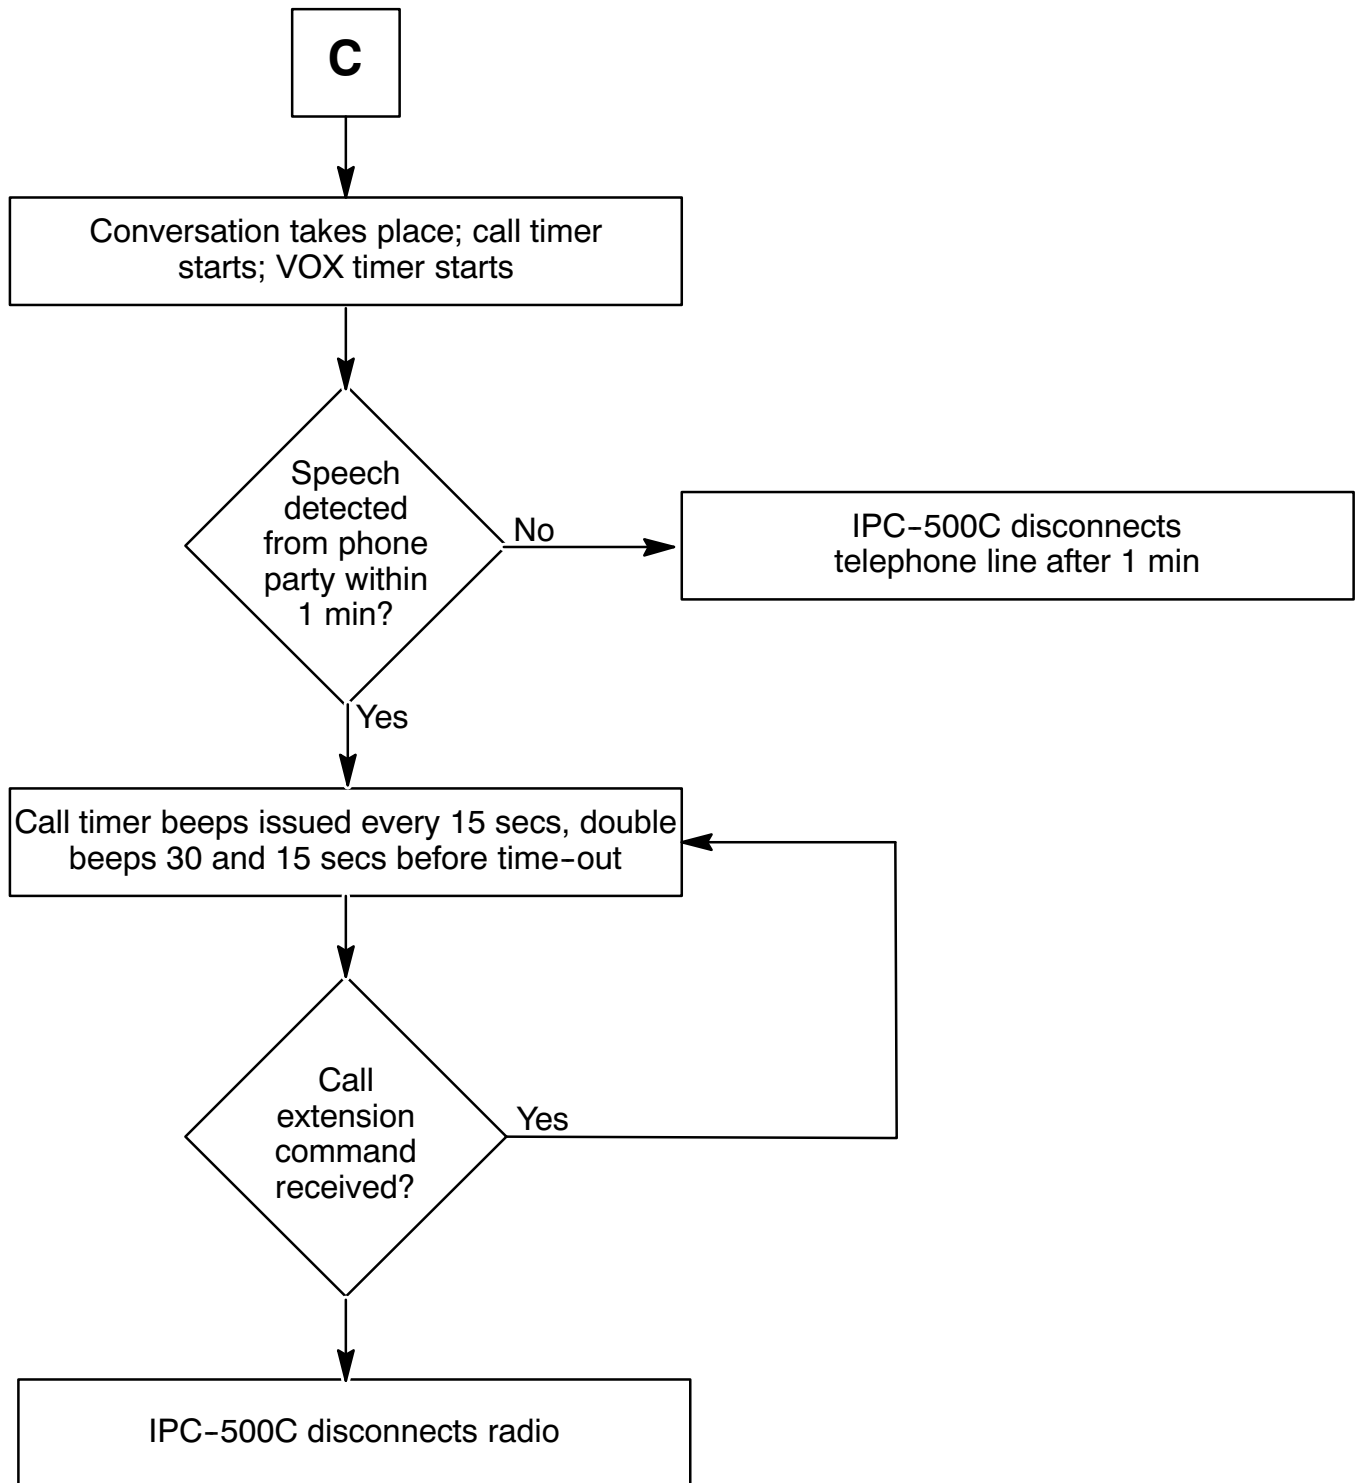 C
Conversation takes place; call timer
starts; VOX timer starts
Speech
detected
from phone
party within
1 min?
No
IPC-500C disconnects
telephone line after 1 min
Yes
Call timer beeps issued every 15 secs, double
beeps 30 and 15 secs before time-out
Call
extension
command
received?
Yes
IPC-500C disconnects radio